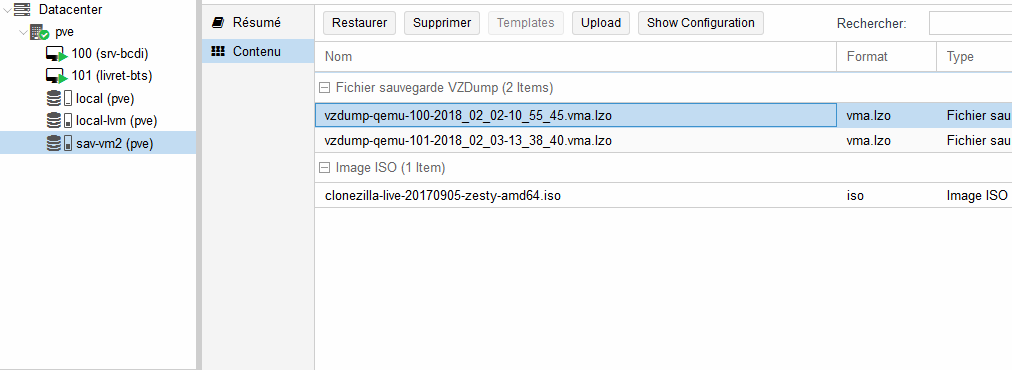 Datacenter
pve
100 (srv-bcdi)
101 (livret-bts)
local (pve)
local-lvm (pve)
sav-vm2 (pve)
Résumé
Contenu
Restaurer Supprimer Templates Upload Show Configuration Rechercher:
Nom Format Type
Fichier sauvegarde VZDump (2 Items)
vzdump-qemu-100-2018_02_02-10_55_45.vma.lzo vma.lzo Fichier sau
vzdump-qemu-101-2018_02_03-13_38_40.vma.lzo vma.lzo Fichier sau
Image ISO (1 Item)
clonezilla-live-20170905-zesty-amd64.iso iso Image ISO